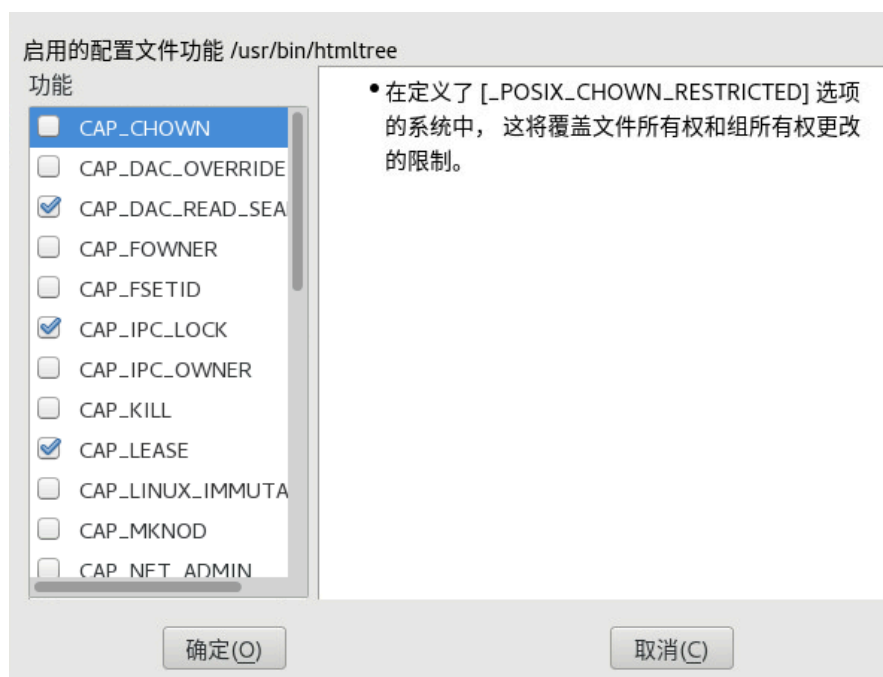 启用的配置文件功能 /usr/bin/htmltree
功能
CAP_CHOWN
CAP_DAC_OVERRIDE
CAP_DAC_READ_SEA
CAP_FOWNER
CAP_FSETID
CAP_IPC_LOCK
CAP_IPC_OWNER
CAP_KILL
CAP_LEASE
CAP_LINUX_IMMUTA
CAP_MKNOD
CAP_NET_ADMIN
•在定义了 [_POSIX_CHOWN_RESTRICTED] 选项
的系统中， 这将覆盖文件所有权和组所有权更改
的限制。
确定(O)
取消(C)